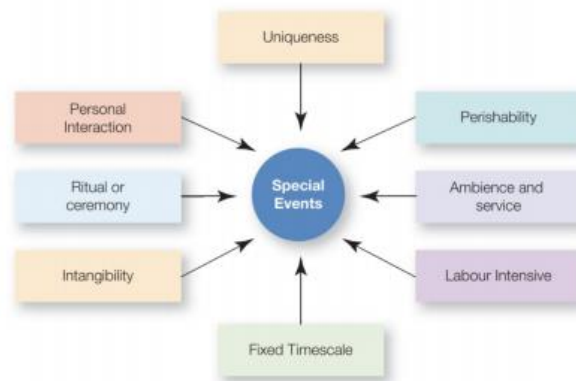 Uniqueness
Personal
Interaction
Perishability
Ritual or
ceremony
Special
Events
Ambience and
service
Intangibility
Labour Intensive
Fixed Timescale